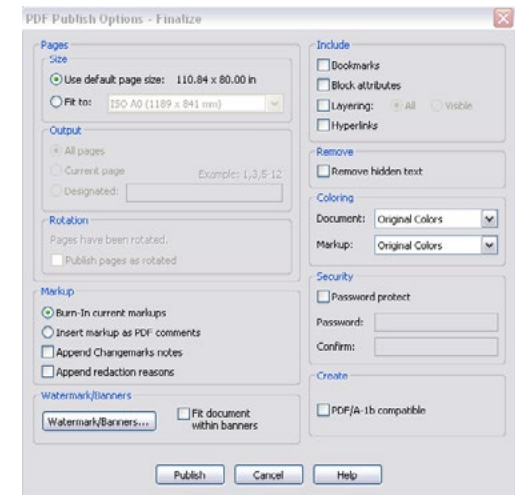 PDF Publish Options - Finalize
Pages
Size
Use default page size: 110.84 x 80.00 in
Fit to: ISO A0 (1189 x 841 mm)
Output
All pages
Current page Example: 1,3,5-12
Designated:
Rotation
Pages have been rotated.
Publish pages as rotated
Markup
Burn-In current markups
Insert markup as PDF comments
Append Changemarks notes
Append redaction reasons
Watermark/Banners
Watermark/Banners...
Fit document
within banners
Include
Bookmarks
Block attributes
Layering: All Visible
Hyperlinks
Remove
Remove hidden text
Coloring
Document: Original Colors
Markup: Original Colors
Security
Password protect
Password:
Confirm:
Create
PDF/A-1b compatible
Publish Cancel Help